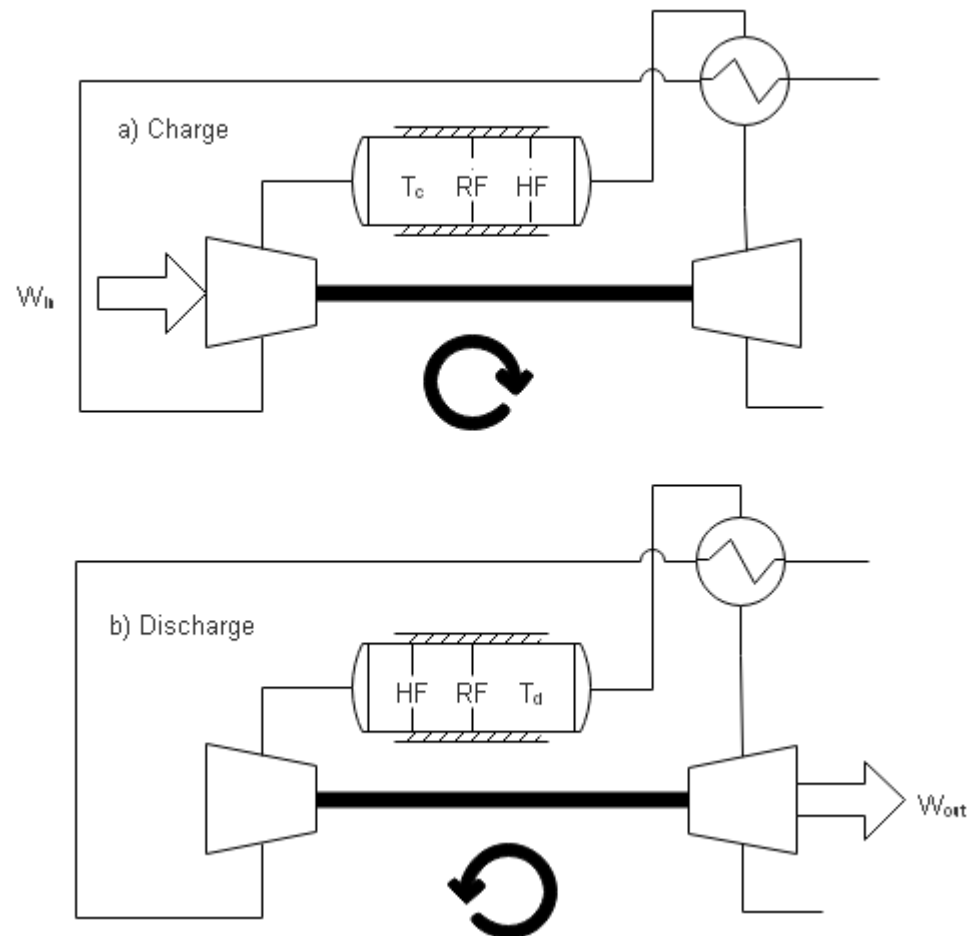 a) Charge
Tc RF HF
Win
b) Discharge
HF RF Td
Wout